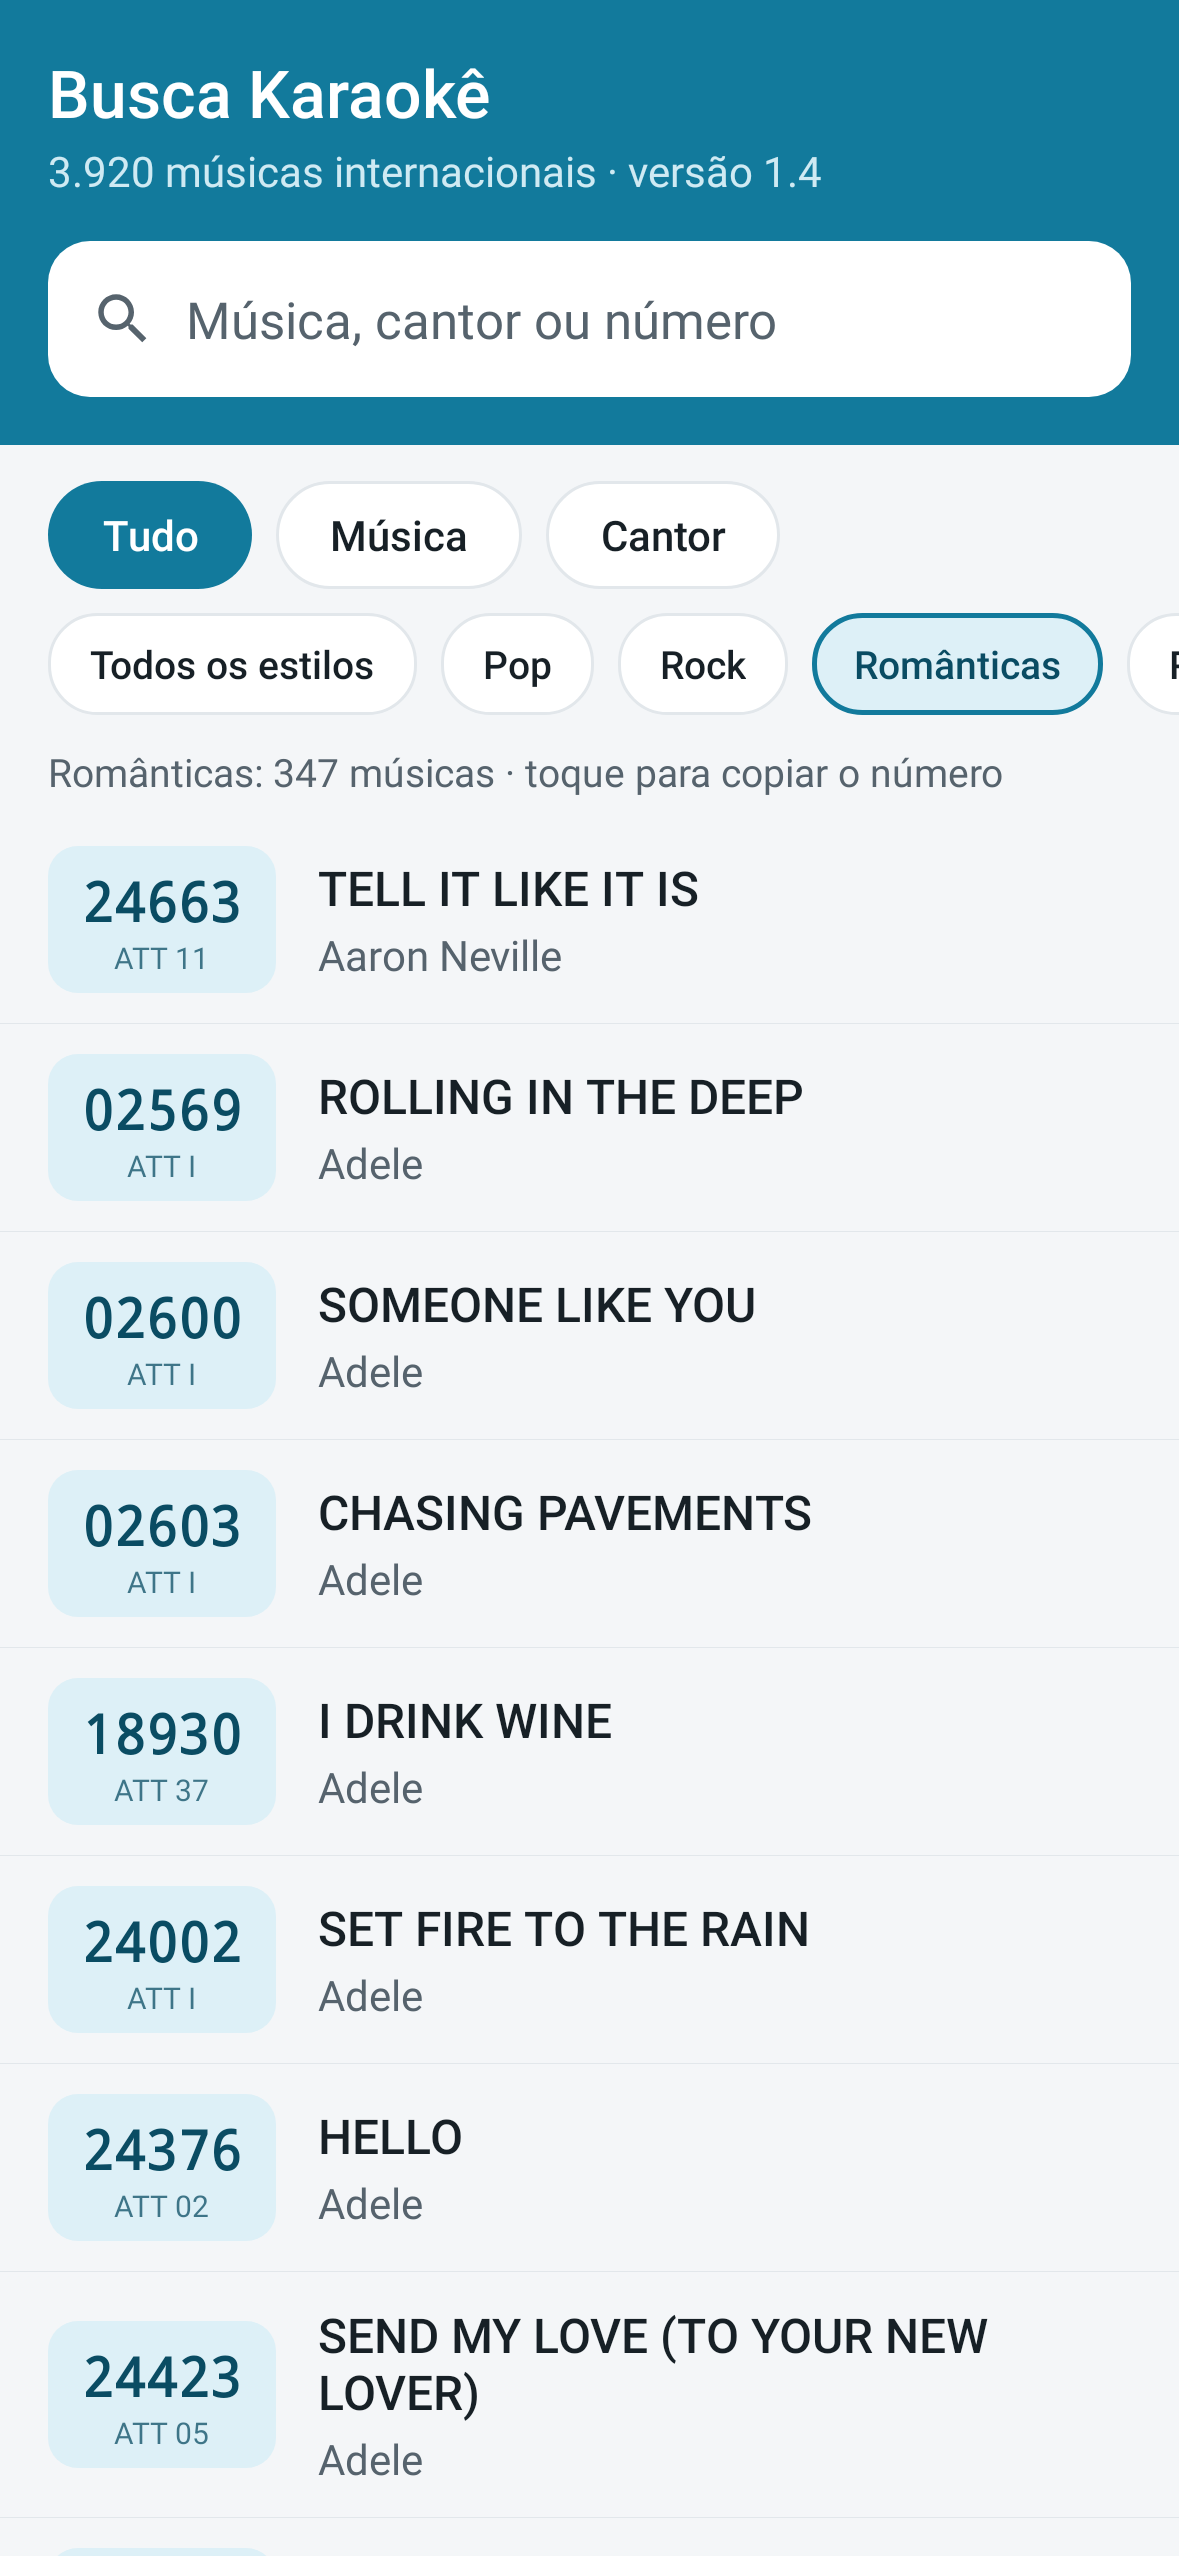 Busca Karaokê
3.920 músicas internacionais · versão 1.4
Música, cantor ou número
Tudo
Música
Cantor
Todos os estilos
Pop
Rock
Românticas
Românticas: 347 músicas · toque para copiar o número
24663
ATT 11
TELL IT LIKE IT IS
Aaron Neville
02569
ATT I
ROLLING IN THE DEEP
Adele
02600
ATT I
SOMEONE LIKE YOU
Adele
02603
ATT I
CHASING PAVEMENTS
Adele
18930
ATT 37
I DRINK WINE
Adele
24002
ATT I
SET FIRE TO THE RAIN
Adele
24376
ATT 02
HELLO
Adele
24423
ATT 05
SEND MY LOVE (TO YOUR NEW
LOVER)
Adele